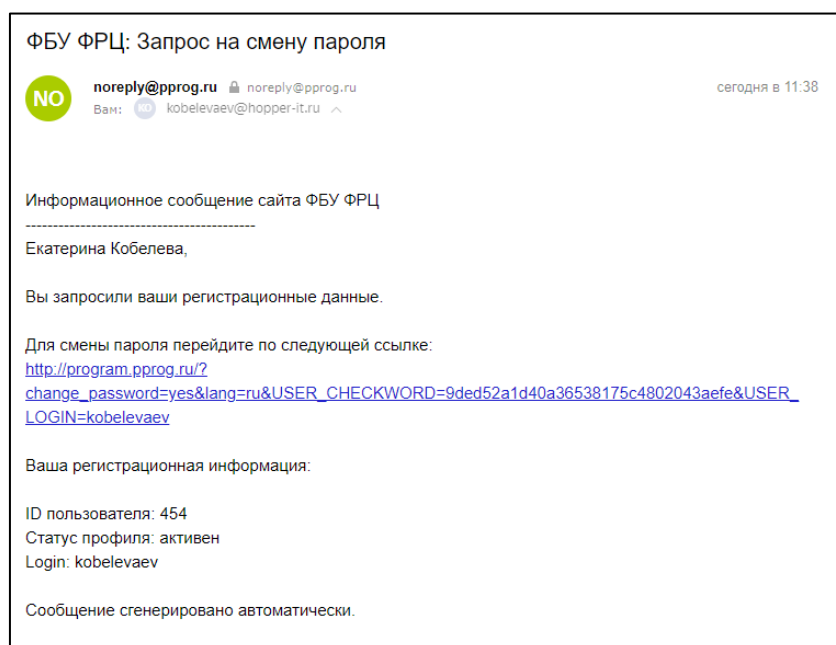 ФБУ ФРЦ: Запрос на смену пароля
NO
noreply@pprog.ru noreply@pprog.ru
сегодня в 11:38
Вам: KO kobelevaev@hopper-it.ru
Информационное сообщение сайта ФБУ ФРЦ
------------------------------------------
Екатерина Кобелева,
Вы запросили ваши регистрационные данные.
Для смены пароля перейдите по следующей ссылке:
http://program.pprog.ru/?
change_password=yes&lang=ru&USER_CHECKWORD=9ded52a1d40a36538175c4802043aefe&USER_
LOGIN=kobelevaev
Ваша регистрационная информация:
ID пользователя: 454
Статус профиля: активен
Login: kobelevaev
Сообщение сгенерировано автоматически.